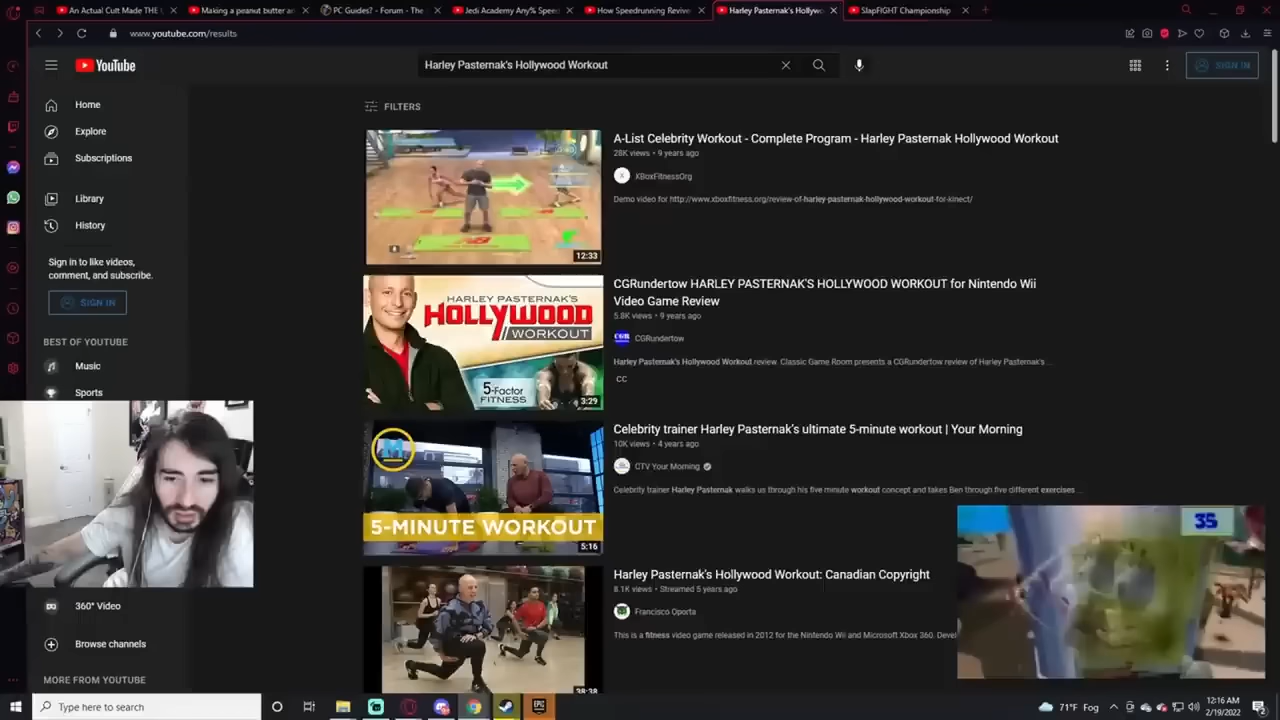 An Actual Cult Made THE
Making a peanut butter an
PC Guides? - Forum - The
Jedi Academy Any% Speed
How Speedrunning Revive
Harley Pasternak's Hollywo
SlapFIGHT Championship
www.youtube.com/results
YouTube
Harley Pasternak's Hollywood Workout
SIGN IN
Home
Explore
Subscriptions
Library
History
Sign in to like videos,
comment, and subscribe.
SIGN IN
BEST OF YOUTUBE
Music
Sports
360° Video
Browse channels
MORE FROM YOUTUBE
FILTERS
12:33
A-List Celebrity Workout - Complete Program - Harley Pasternak Hollywood Workout
28K views • 9 years ago
X
XBoxFitnessOrg
Demo video for http://www.xboxfitness.org/review-of-harley-pasternak-hollywood-workout-for-kinect/
HARLEY PASTERNAK'S
HOLLYWOOD
WORKOUT
5-Factor
FITNESS
3:29
CGRundertow HARLEY PASTERNAK'S HOLLYWOOD WORKOUT for Nintendo Wii
Video Game Review
5.8K views • 9 years ago
CGR
CGRundertow
Harley Pasternak's Hollywood Workout review. Classic Game Room presents a CGRundertow review of Harley Pasternak's ...
CC
M
5-MINUTE WORKOUT
5:16
Celebrity trainer Harley Pasternak's ultimate 5-minute workout | Your Morning
10K views • 4 years ago
CTV Your Morning
Celebrity trainer Harley Pasternak walks us through his five minute workout concept and takes Ben through five different exercises ...
38:38
Harley Pasternak's Hollywood Workout: Canadian Copyright
8.1K views • Streamed 5 years ago
Francisco Oporta
This is a fitness video game released in 2012 for the Nintendo Wii and Microsoft Xbox 360. Devel
35
Type here to search
EPIC
71°F Fog
12:16 AM
2/19/2022
2